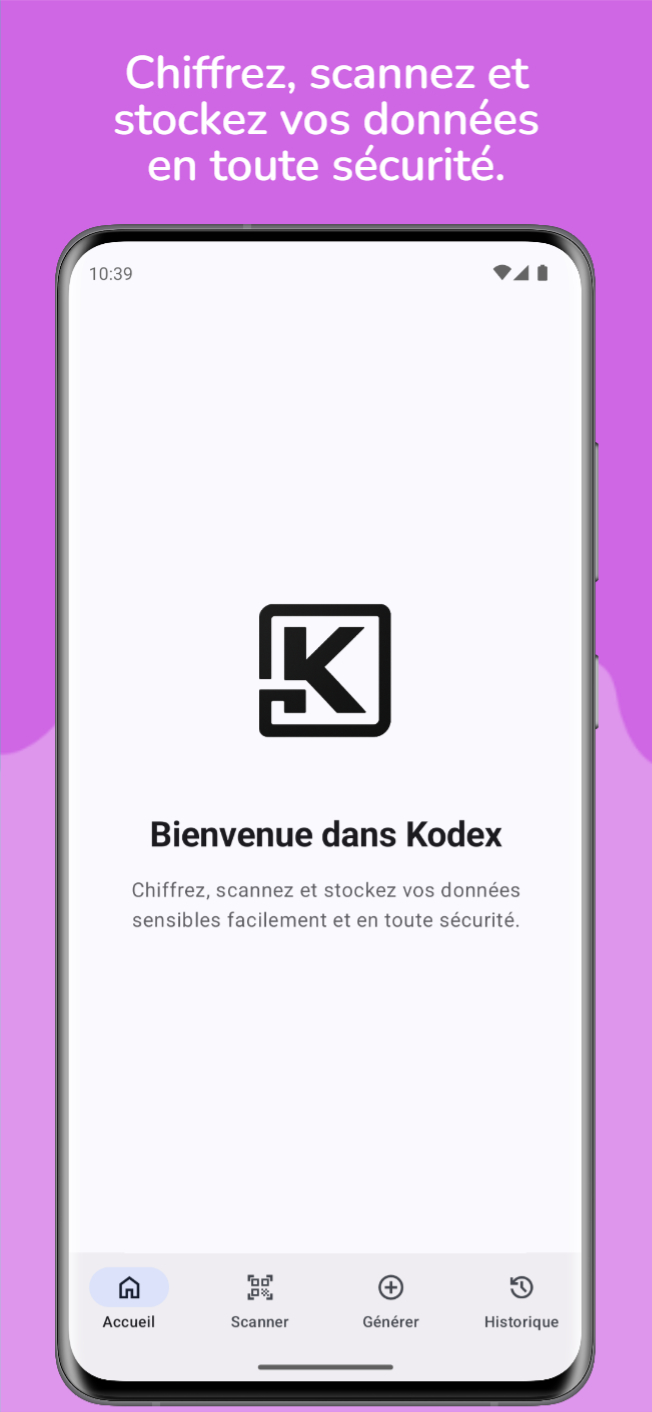 Chiffrez, scannez et
stockez vos données
en toute sécurité.
10:39
K
Bienvenue dans Kodex
Chiffrez, scannez et stockez vos données
sensibles facilement et en toute sécurité.
Accueil
Scanner
Générer
Historique